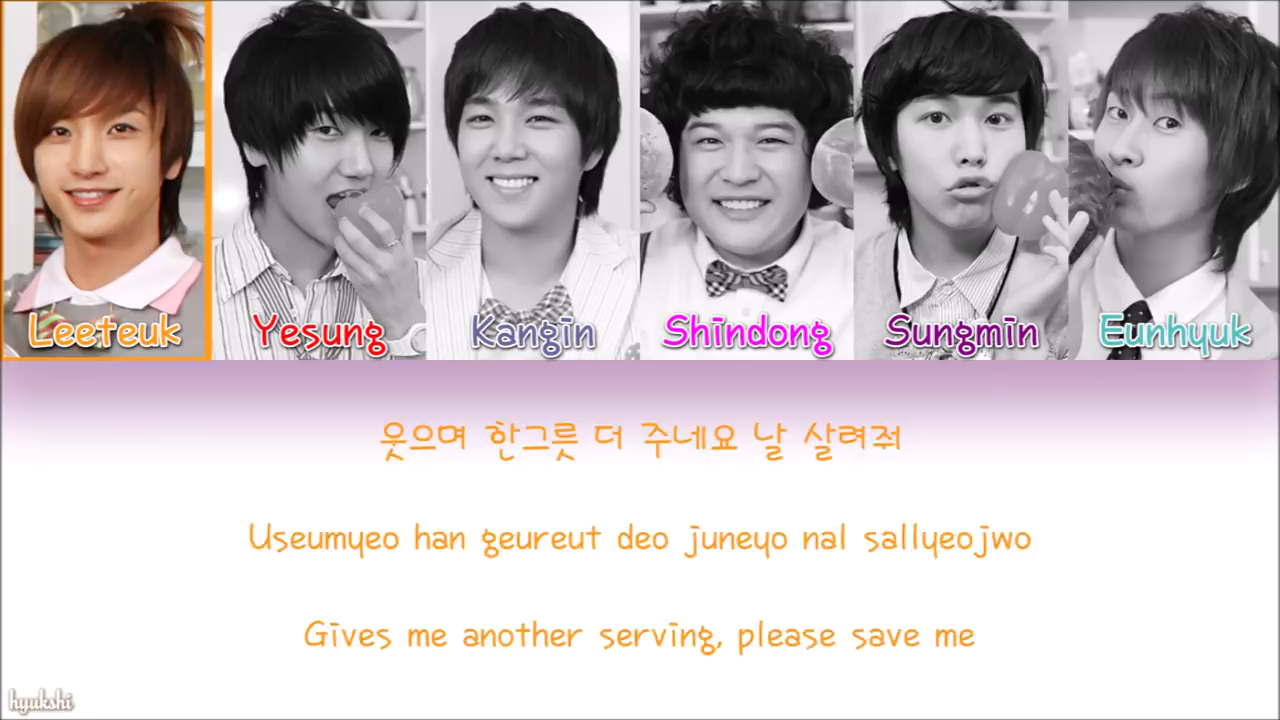 Leeteuk Yesung Kangin Shindong Sungmin Eunhyuk
웃으며 한그릇 더 주네요 날 살려줘
Useumyeo han geureut deo juneyo nal sallyeojwo
Gives me another serving, please save me
hyukshi